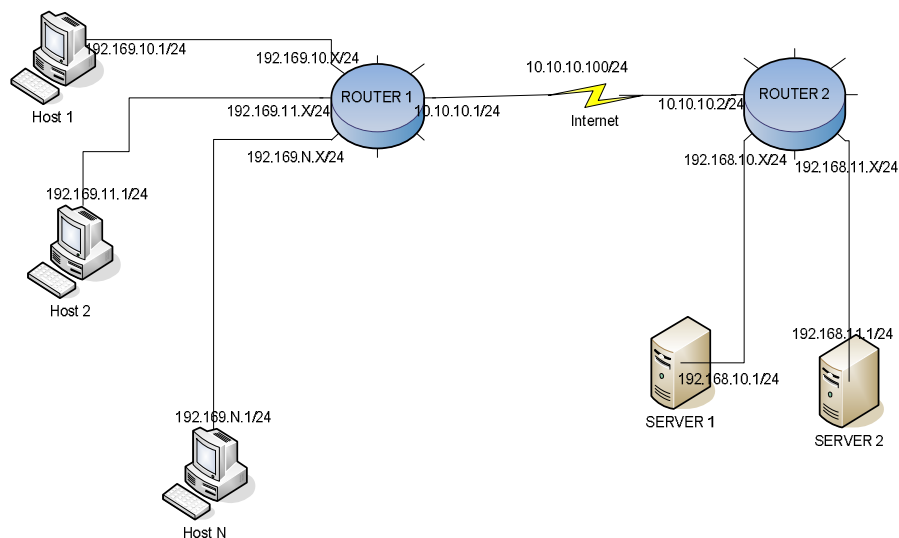 192.169.10.1/24
192.169.10.X/24
Host 1
ROUTER 1
192.169.11.X/24
10.10.10.1/24
192.169.N.X/24
10.10.10.100/24
Internet
ROUTER 2
10.10.10.2/24
192.168.10.X/24
192.168.11.X/24
192.169.11.1/24
Host 2
192.168.11.1/24
192.168.10.1/24
SERVER 1
SERVER 2
192.169.N.1/24
Host N